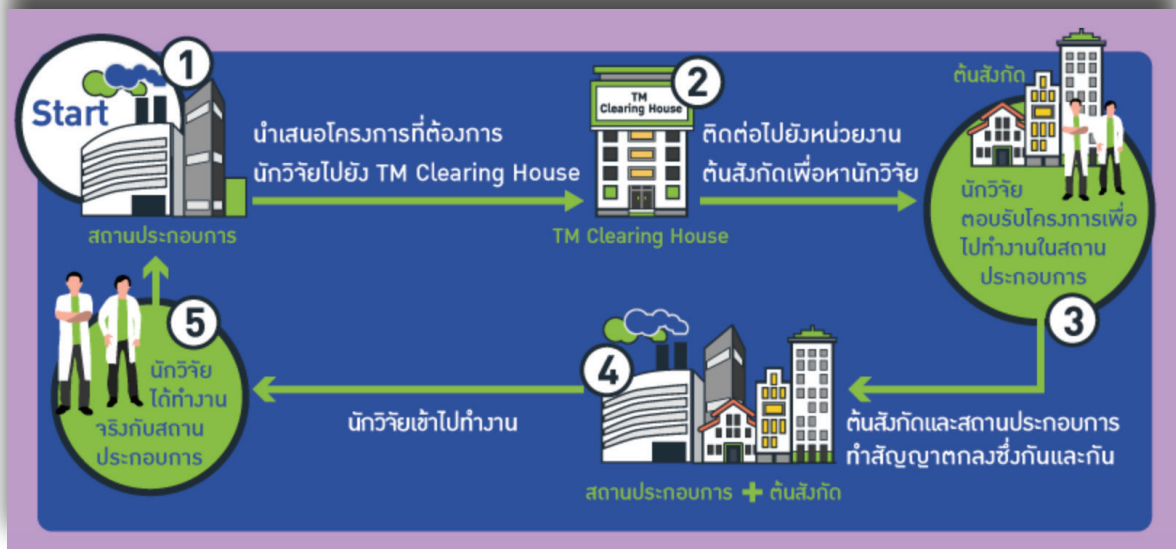 1
Start
สถานประกอบการ
นำเสนอโครงการที่ต้องการ
นักวิจัยไปยัง TM Clearing House
2
TM
Clearing House
TM Clearing House
ติดต่อไปยังหน่วยงาน
ต้นสังกัดเพื่อหานักวิจัย
ต้นสังกัด
นักวิจัย
ตอบรับโครงการเพื่อ
ไปทำงานในสถาน
ประกอบการ
3
ต้นสังกัดและสถานประกอบการ
ทำสัญญาตกลงซึ่งกันและกัน
4
สถานประกอบการ + ต้นสังกัด
นักวิจัยเข้าไปทำงาน
5
นักวิจัย
ได้ทำงาน
จริงกับสถาน
ประกอบการ